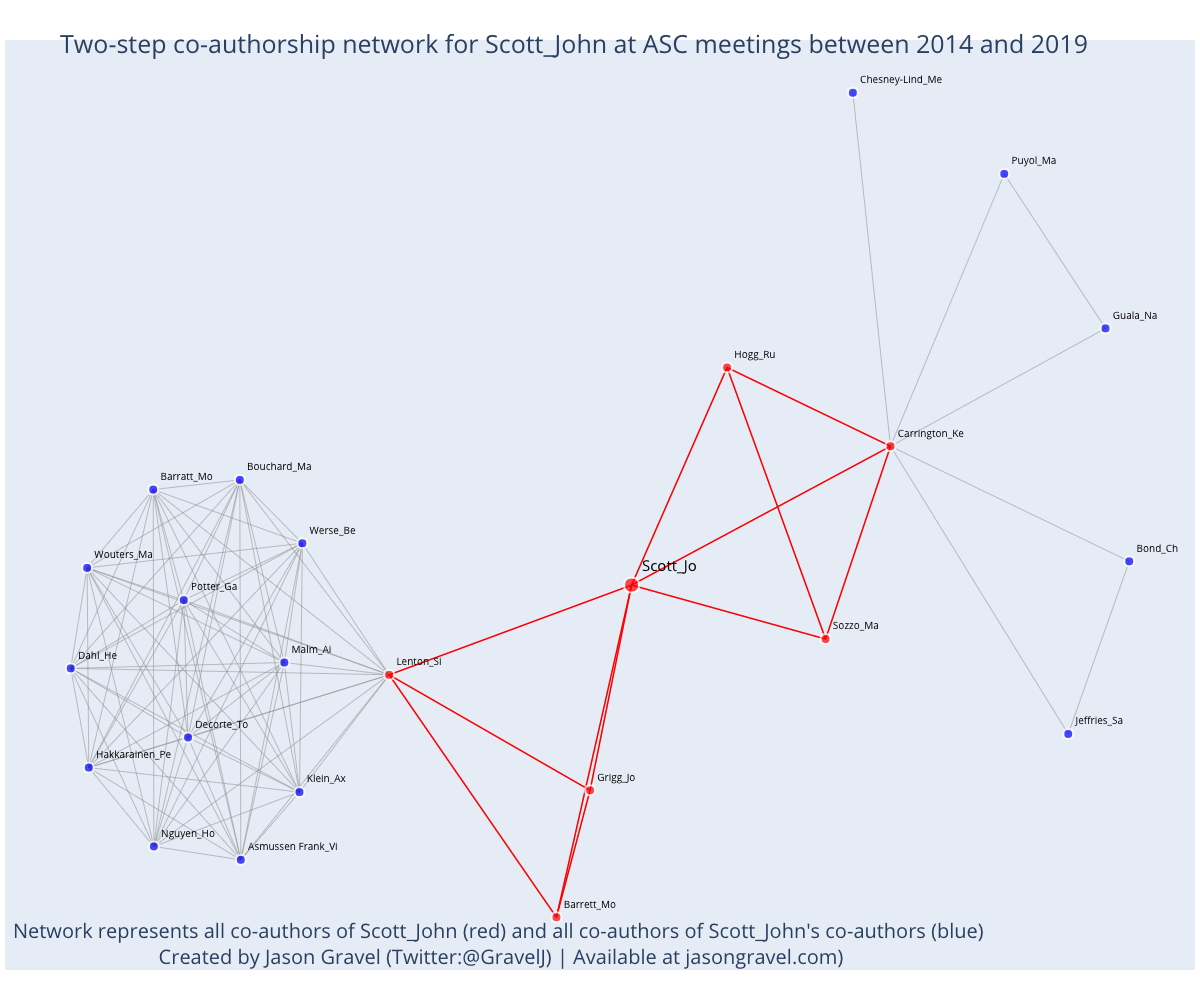 Two-step co-authorship network for Scott_John at ASC meetings between 2014 and 2019
Chesney-Lind_Me
Puyol_Ma
Guala_Na
Hogg_Ru
Carrington_Ke
Bouchard_Ma
Barratt_Mo
Werse_Be
Bond_Ch
Wouters_Ma
Scott_Jo
Potter_Ga
Sozzo_Ma
Malm_Ai
Dahl_He
Lenton_Si
Jeffries_Sa
Decorte_To
Hakkarainen_Pe
Klein_Ax
Grigg_Jo
Nguyen_Ho
Asmussen Frank_Vi
Barrett_Mo
Network represents all co-authors of Scott_John (red) and all co-authors of Scott_John's co-authors (blue)
Created by Jason Gravel (Twitter:@GravelJ) | Available at jasongravel.com)